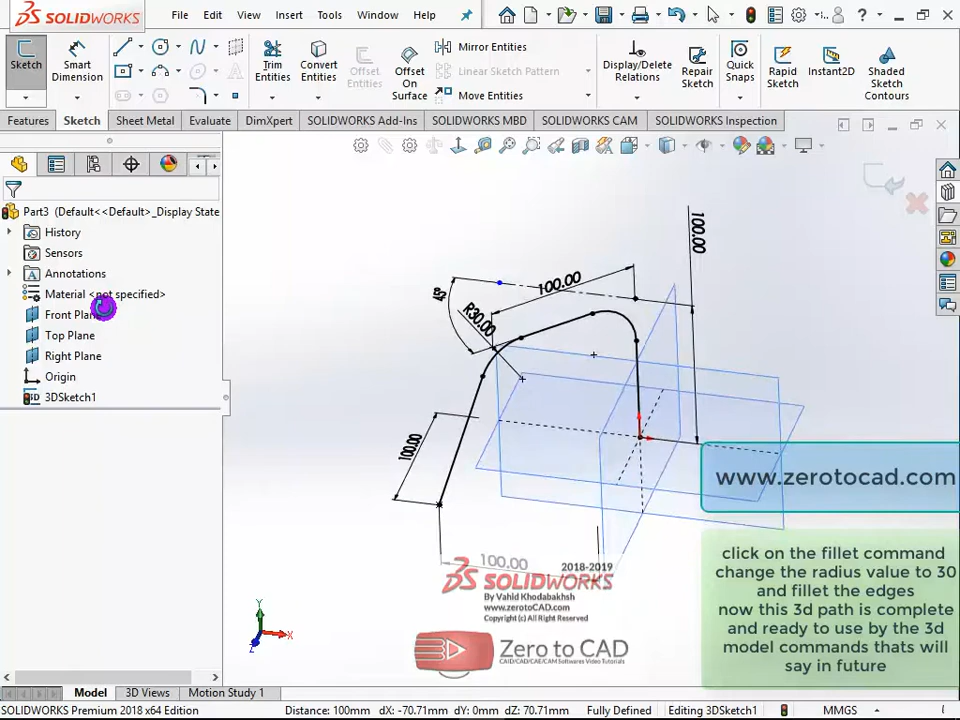 SOLIDWORKS
File Edit View Insert Tools Window Help
Sketch
Smart Dimension
Trim Entities
Convert Entities
Offset Entities
Offset On Surface
Mirror Entities
Linear Sketch Pattern
Move Entities
Display/Delete Relations
Repair Sketch
Quick Snaps
Rapid Sketch
Instant2D
Shaded Sketch Contours
Features Sketch Sheet Metal Evaluate DimXpert SOLIDWORKS Add-Ins SOLIDWORKS MBD SOLIDWORKS CAM SOLIDWORKS Inspection
Part3 (Default<<Default>_Display State
History
Sensors
Annotations
Material <not specified>
Front Plane
Top Plane
Right Plane
Origin
3DSketch1
100.00
100.00
45°
R30.00
100.00
100.00
www.zerotocad.com
click on the fillet command
change the radius value to 30
and fillet the edges
now this 3d path is complete
and ready to use by the 3d
model commands thats will
say in future
2018-2019
SOLIDWORKS
By Vahid Khodabakhsh
www.zerotoCAD.com
Copyright (c) All Right Reserved
Zero to CAD
CAID/CAD/CAE/CAM Softwares Video Tutorials
Y
X
Z
Model 3D Views Motion Study 1
SOLIDWORKS Premium 2018 x64 Edition Distance: 100mm dX: -70.71mm dY: 0mm dZ: 70.71mm Fully Defined Editing 3DSketch1 MMGS